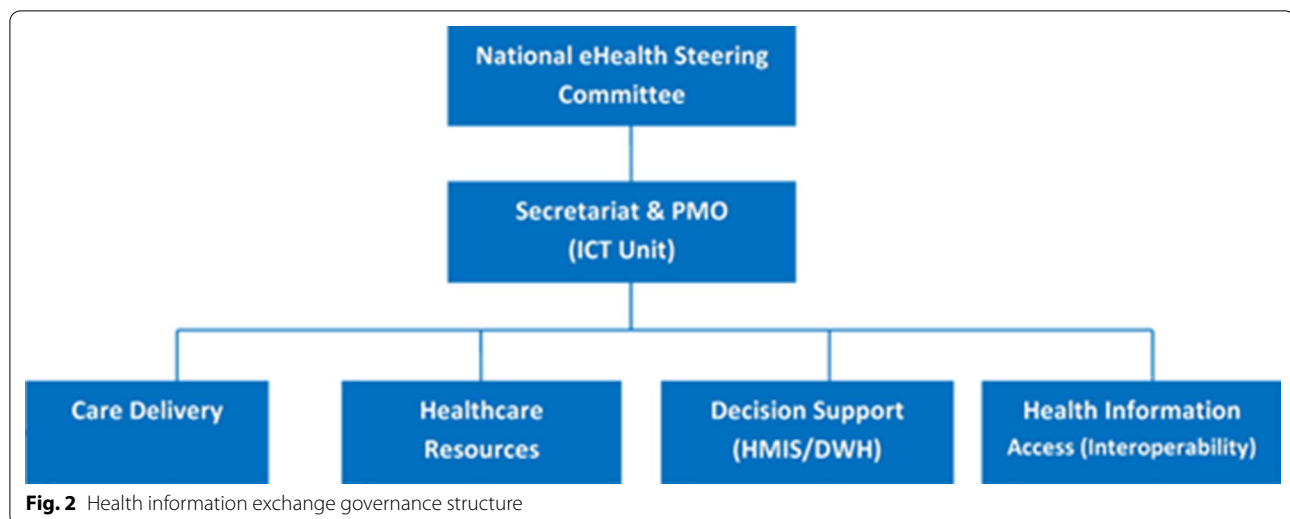 National eHealth Steering
Committee
Secretariat & PMO
(ICT Unit)
Care Delivery
Healthcare
Resources
Decision Support
(HMIS/DWH)
Health Information
Access (Interoperability)
Fig. 2 Health information exchange governance structure